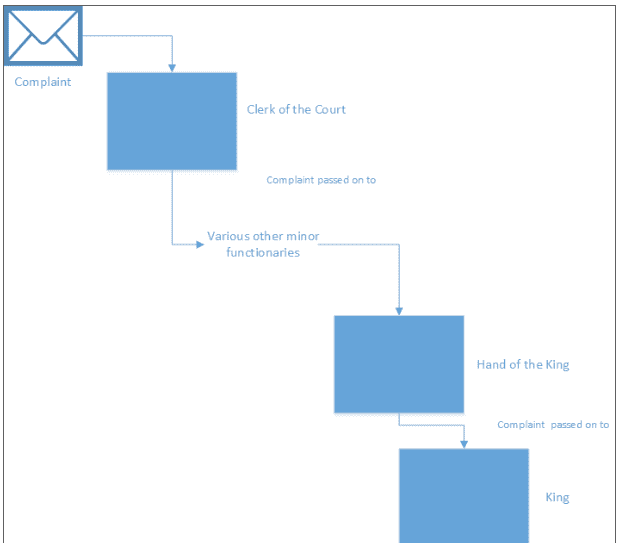 Complaint
Clerk of the Court
Complaint passed on to
Various other minor
functionaries
Hand of the King
Complaint passed on to
King